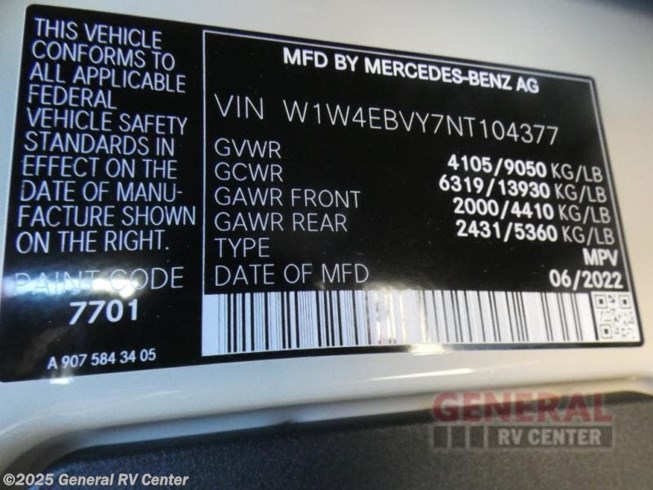 THIS VEHICLE
CONFORMS TO
ALL APPLICABLE
FEDERAL
VEHICLE SAFETY
STANDARDS IN
EFFECT ON THE
DATE OF MANU-
FACTURE SHOWN
ON THE RIGHT.
PAINT CODE
7701
A 907 584 34 05
MFD BY MERCEDES-BENZ AG
VIN W1W4EBVY7NT104377
GVWR 4105/9050 KG/LB
GCWR 6319/13930 KG/LB
GAWR FRONT 2000/4410 KG/LB
GAWR REAR 2431/5360 KG/LB
TYPE MPV
DATE OF MFD 06/2022
GENERAL
RV CENTER
©2025 General RV Center